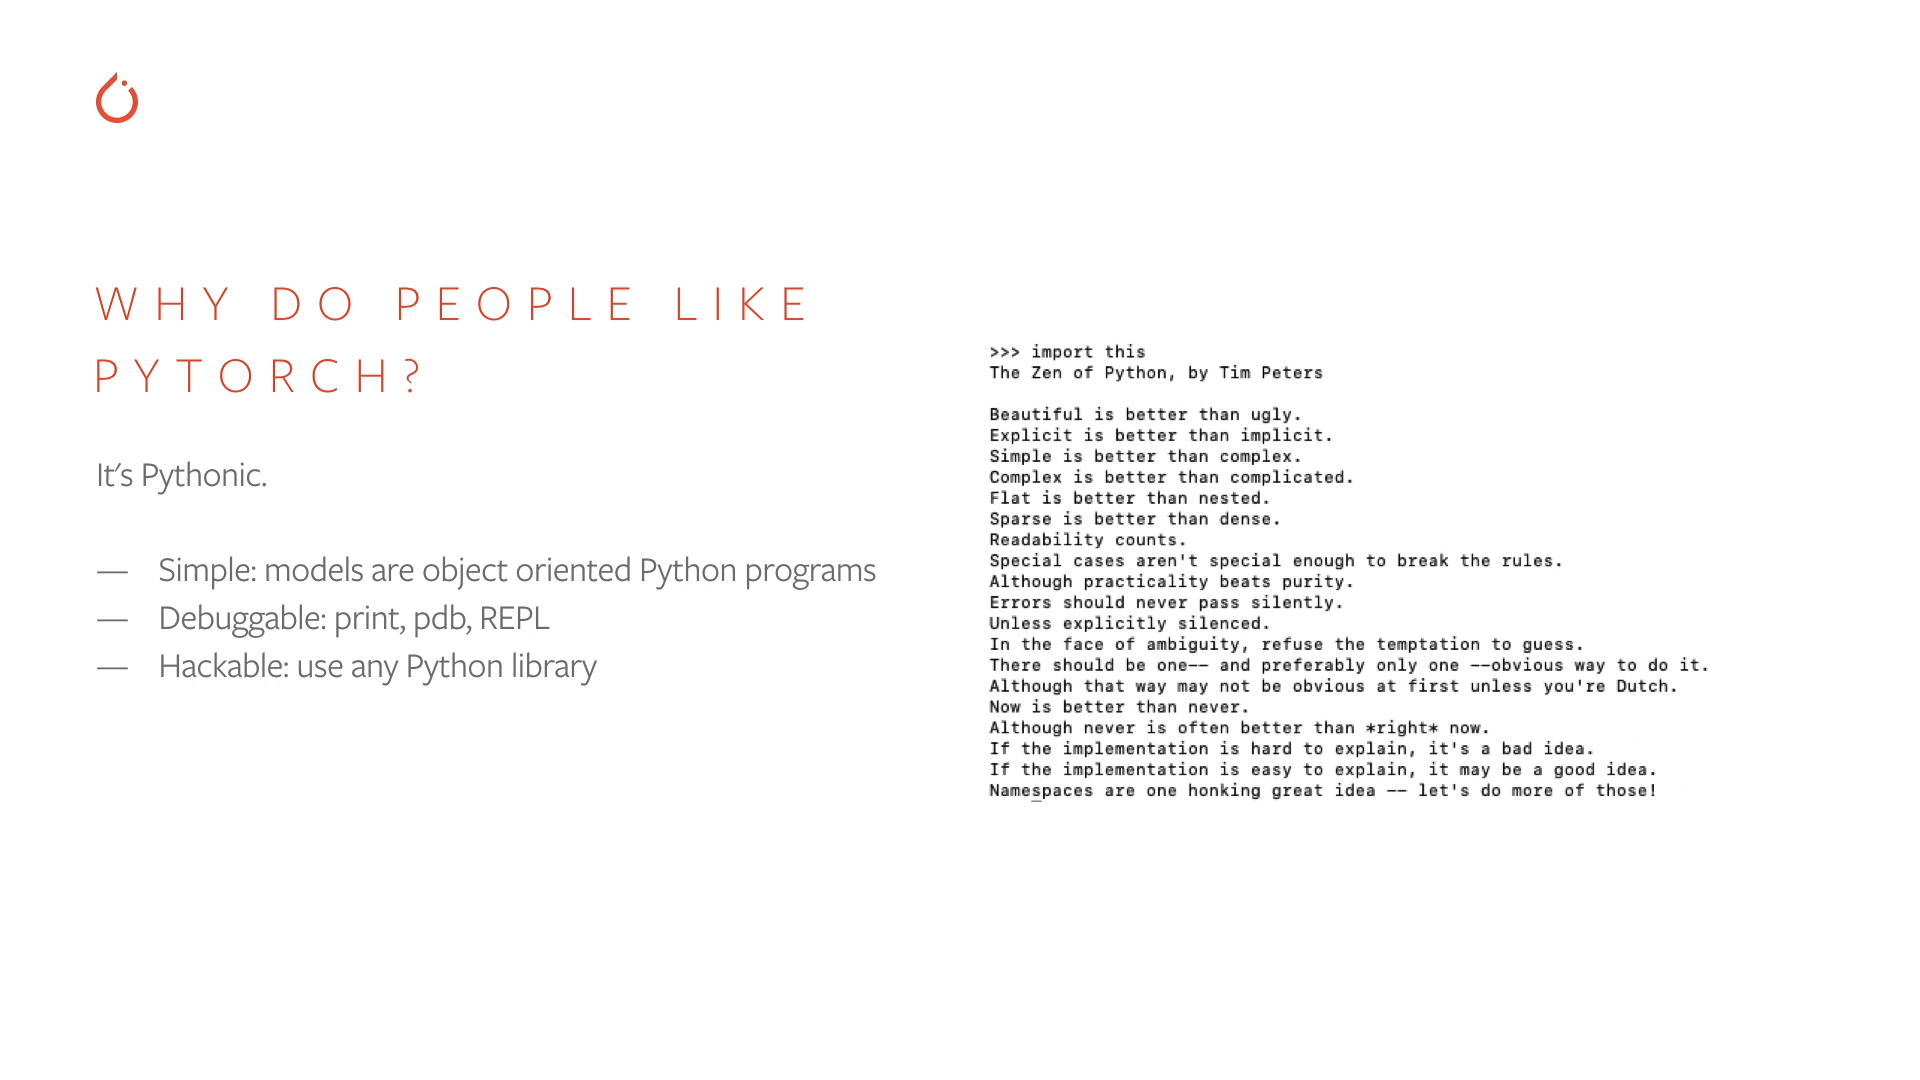 WHY DO PEOPLE LIKE
PYTORCH?
It's Pythonic.
— Simple: models are object oriented Python programs
— Debuggable: print, pdb, REPL
— Hackable: use any Python library
>>> import this
The Zen of Python, by Tim Peters
Beautiful is better than ugly.
Explicit is better than implicit.
Simple is better than complex.
Complex is better than complicated.
Flat is better than nested.
Sparse is better than dense.
Readability counts.
Special cases aren't special enough to break the rules.
Although practicality beats purity.
Errors should never pass silently.
Unless explicitly silenced.
In the face of ambiguity, refuse the temptation to guess.
There should be one-- and preferably only one --obvious way to do it.
Although that way may not be obvious at first unless you're Dutch.
Now is better than never.
Although never is often better than *right* now.
If the implementation is hard to explain, it's a bad idea.
If the implementation is easy to explain, it may be a good idea.
Namespaces are one honking great idea -- let's do more of those!